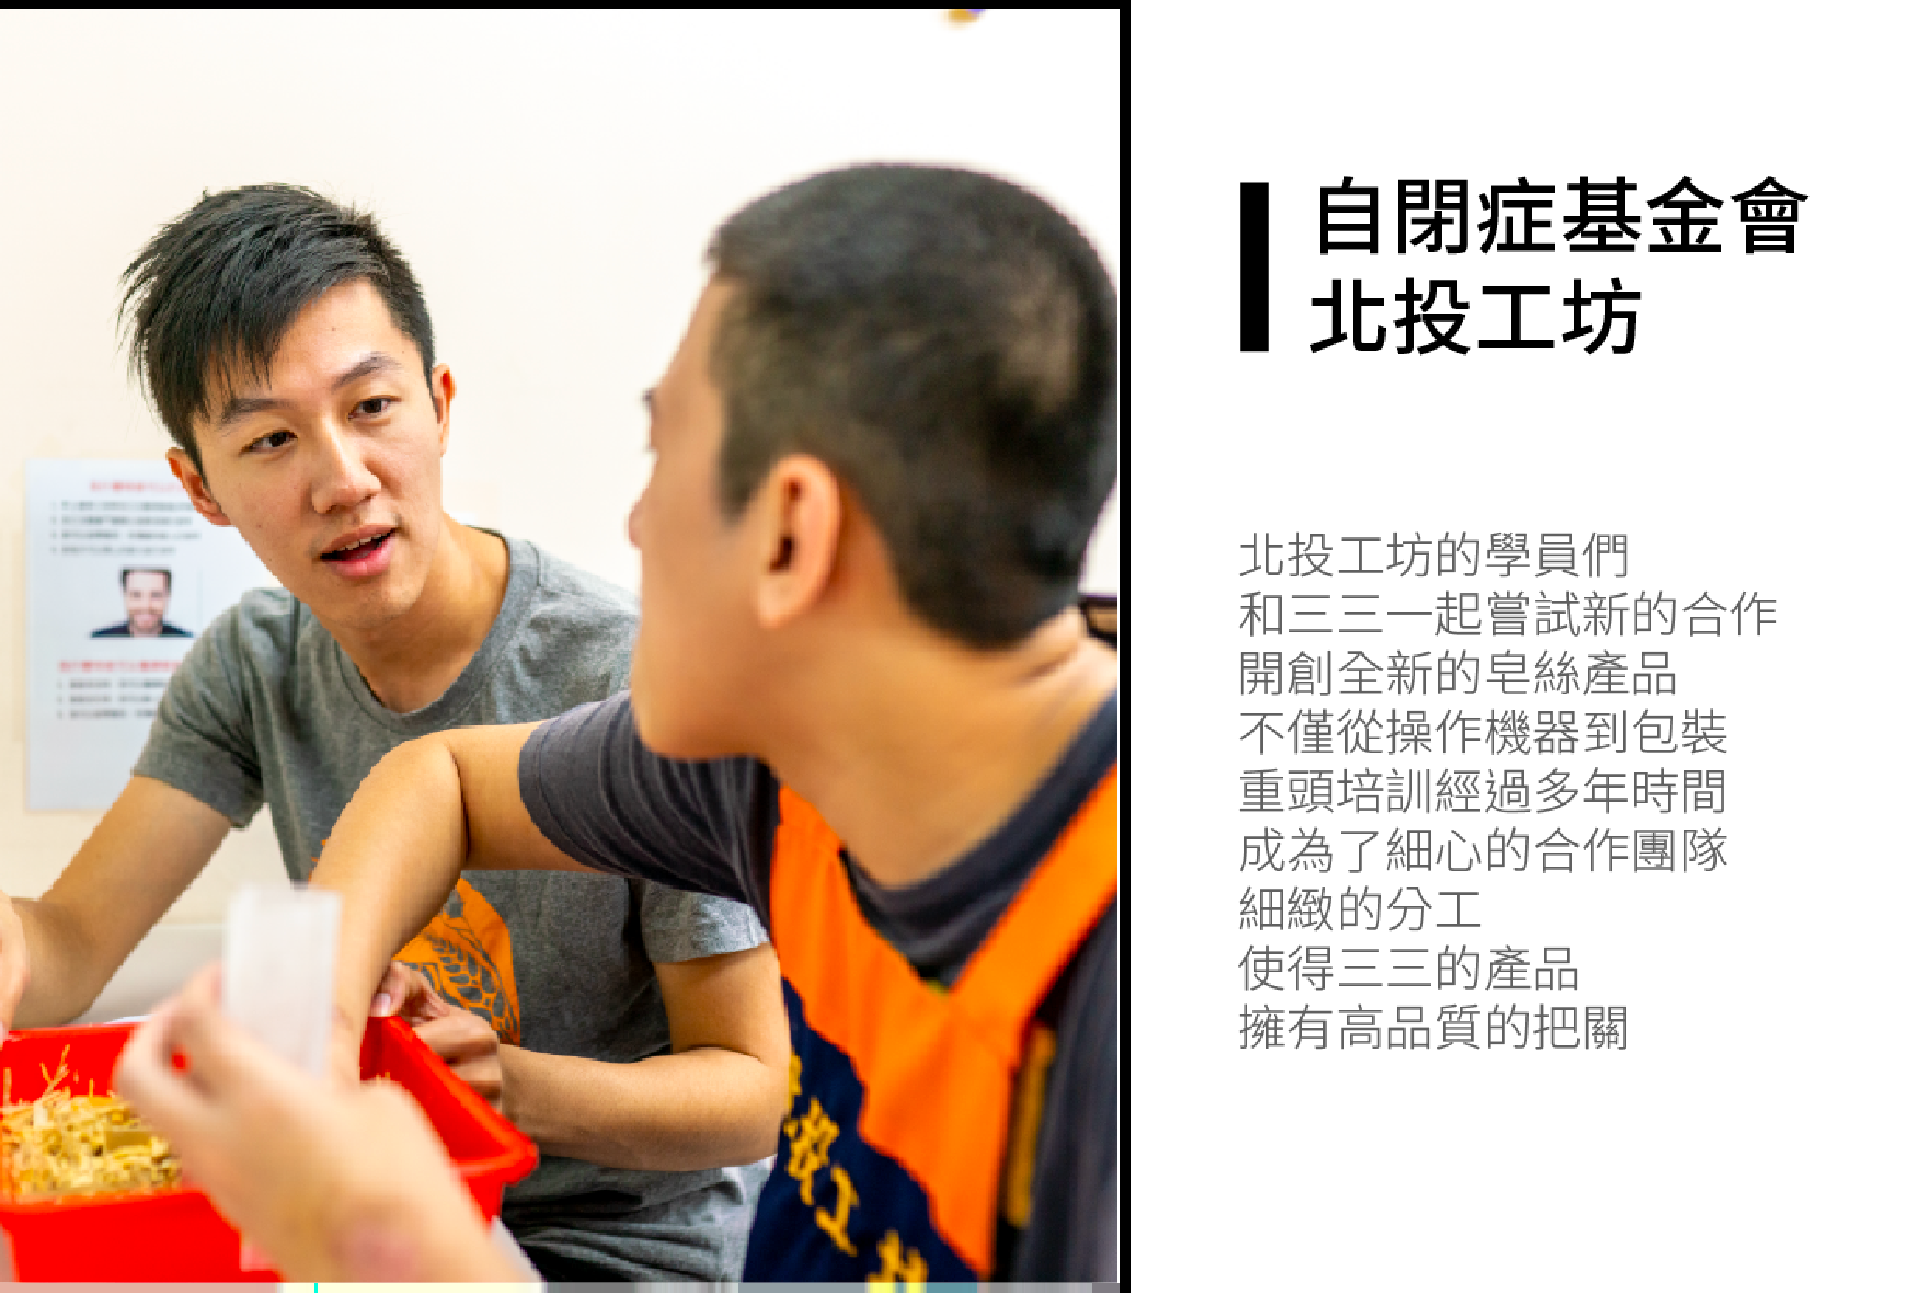 自閉症基金會
北投工坊
北投工坊的學員們
和三三一起嘗試新的合作
開創全新的皂絲產品
不僅從操作機器到包裝
重頭培訓經過多年時間
成為了細心的合作團隊
細緻的分工
使得三三的產品
擁有高品質的把關